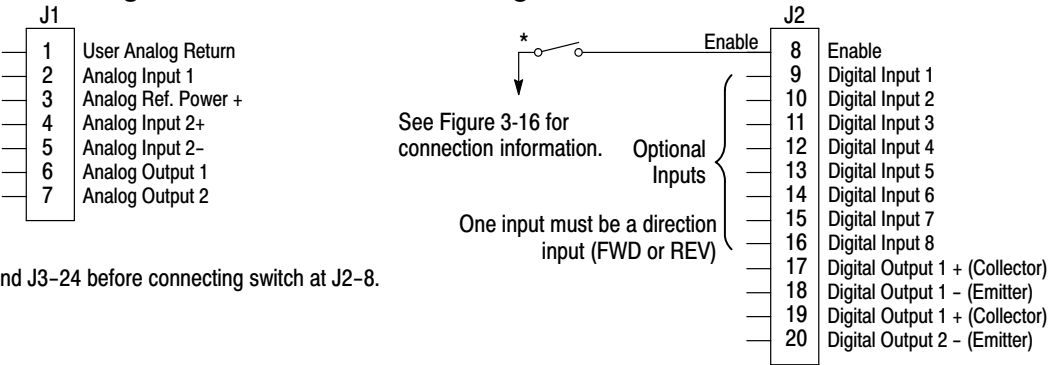 J1
1 User Analog Return
2 Analog Input 1
3 Analog Ref. Power +
4 Analog Input 2+
5 Analog Input 2-
6 Analog Output 1
7 Analog Output 2
*
See Figure 3-16 for
connection information.
Optional
Inputs
One input must be a direction
input (FWD or REV)
J2
Enable 8 Enable
9 Digital Input 1
10 Digital Input 2
11 Digital Input 3
12 Digital Input 4
13 Digital Input 5
14 Digital Input 6
15 Digital Input 7
16 Digital Input 8
17 Digital Output 1 + (Collector)
18 Digital Output 1 - (Emitter)
19 Digital Output 1 + (Collector)
20 Digital Output 2 - (Emitter)
nd J3-24 before connecting switch at J2-8.